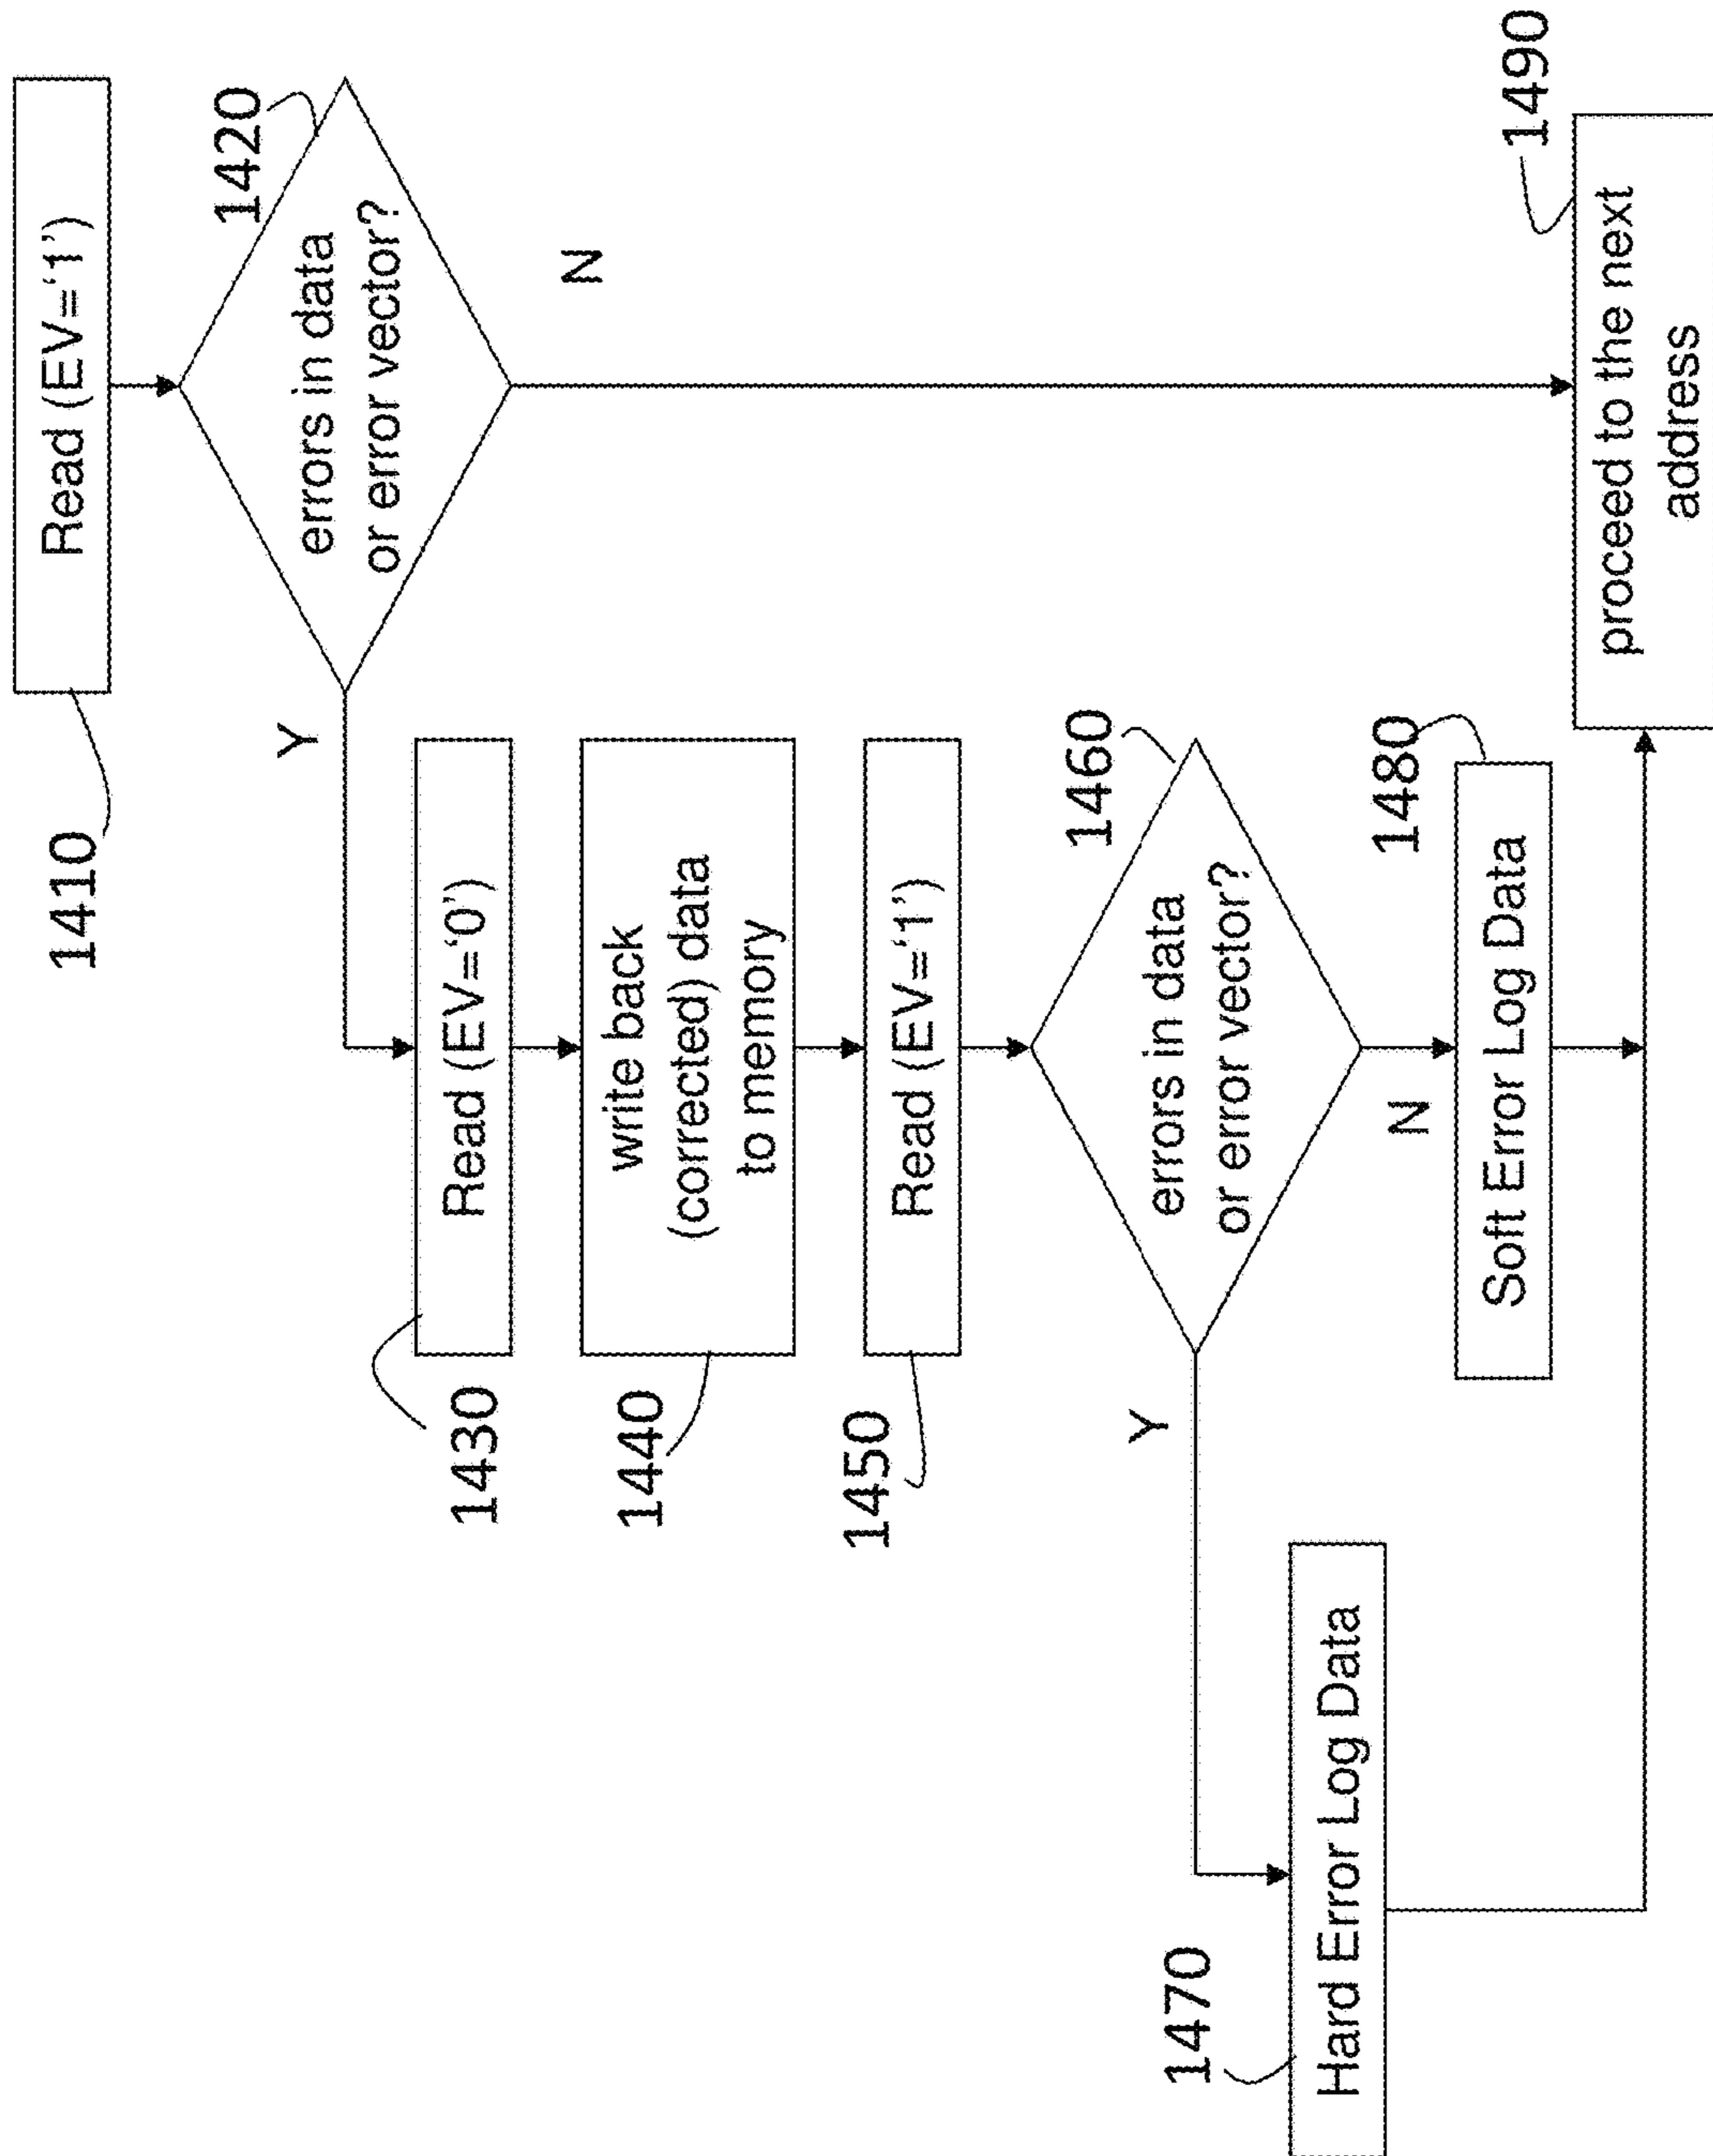 1410
Read (EV=‘1’)
1420
errors in data
or error vector?
Y
N
1430
Read (EV=‘0’)
1440
write back
(corrected) data
to memory
1450
Read (EV=‘1’)
1460
errors in data
or error vector?
Y
N
1470
Hard Error Log Data
1480
Soft Error Log Data
1490
proceed to the next
address